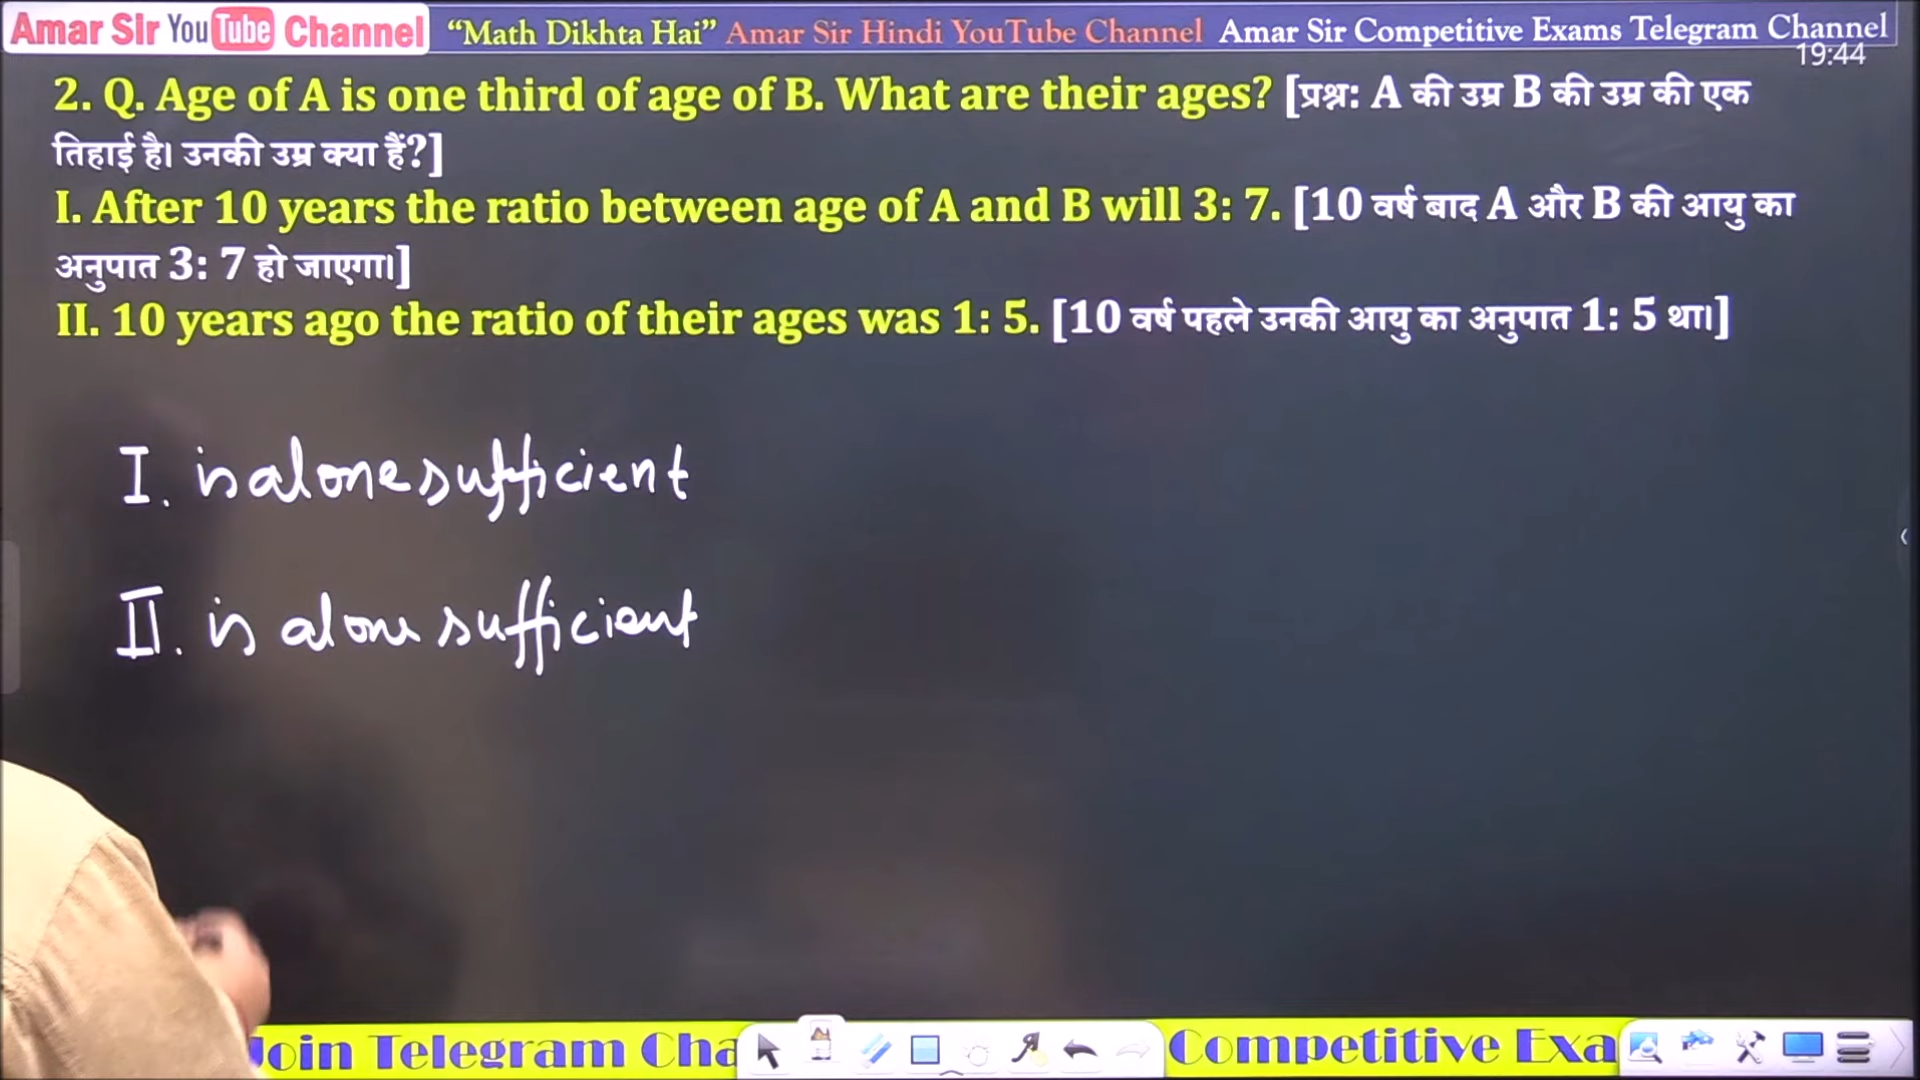 Amar Sir YouTube Channel "Math Dikhta Hai" Amar Sir Hindi YouTube Channel Amar Sir Competitive Exams Telegram Channel
19:44
2. Q. Age of A is one third of age of B. What are their ages? [प्रश्न: A की उम्र B की उम्र की एक
तिहाई है। उनकी उम्र क्या हैं?]
I. After 10 years the ratio between age of A and B will 3: 7. [10 वर्ष बाद A और B की आयु का
अनुपात 3: 7 हो जाएगा।]
II. 10 years ago the ratio of their ages was 1: 5. [10 वर्ष पहले उनकी आयु का अनुपात 1: 5 था।]
I. is alone sufficient
II. is alone sufficient
Join Telegram Cha Competitive Exa